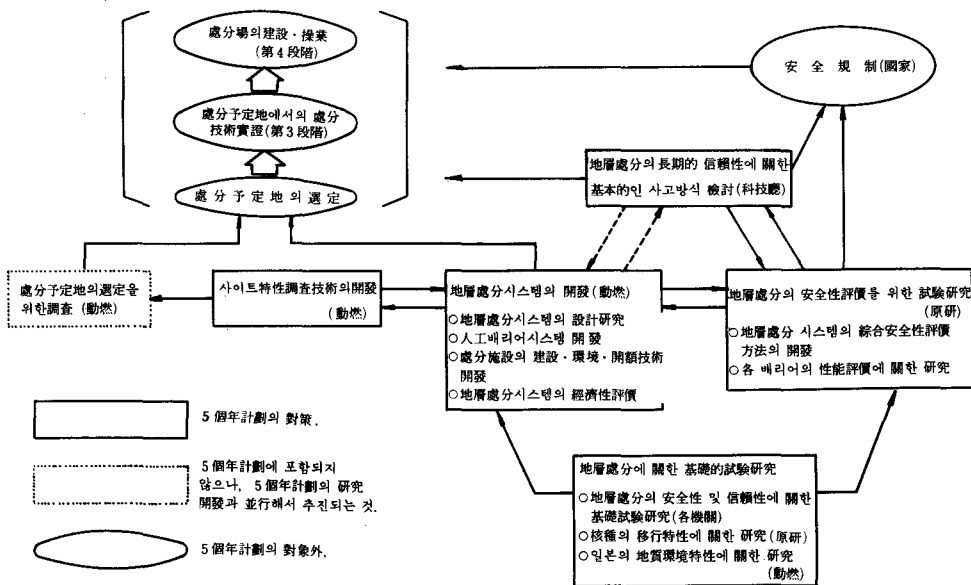 處分場의建設・操業
(第4段階)
處分予定地에서의 處分
技術實證(第3段階)
處分予定地의選定
安全規制(國家)
地層處分의長期的 信賴性에 關한
基本的인 사고방식 檢討(科技廳)
處分予定地의選定을
위한調査(動燃)
사이트特性調査技術의開發
(動燃)
地層處分시스템의 開發(動燃)
○地層處分시스템의 設計硏究
○人工배리어시스템 開發
○處分施設의 建設・環境・開額技術
開發
○地層處分시스템의 經濟性評價
地層處分의 安全性評價를 위한 試驗硏究
(原硏)
○地層處分 시스템의 綜合安全性評價
方法의 開發
○各 배리어의 性能評價에 關한 硏究
5個年計劃의 對策.
5個年計劃에 포함되지
않으나, 5個年計劃의 硏究
開發과 並行해서 추진되는 것.
5個年計劃의 對象外.
地層處分에 關한 基礎的試驗硏究
○地層處分의 安全性 및 信賴性에 關한
基礎試驗硏究(各機關)
○核種의 移行特性에 關한 硏究(原硏)
○일본의 地質環境特性에 關한 硏究
(動燃)